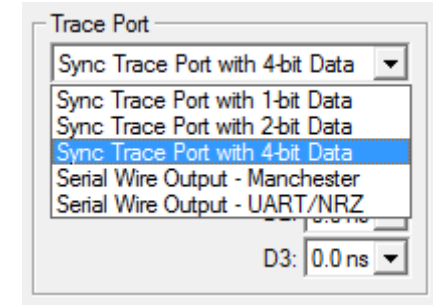 Trace Port
Sync Trace Port with 4-bit Data
Sync Trace Port with 1-bit Data
Sync Trace Port with 2-bit Data
Sync Trace Port with 4-bit Data
Serial Wire Output - Manchester
Serial Wire Output - UART/NRZ
D3: 0.0 ns